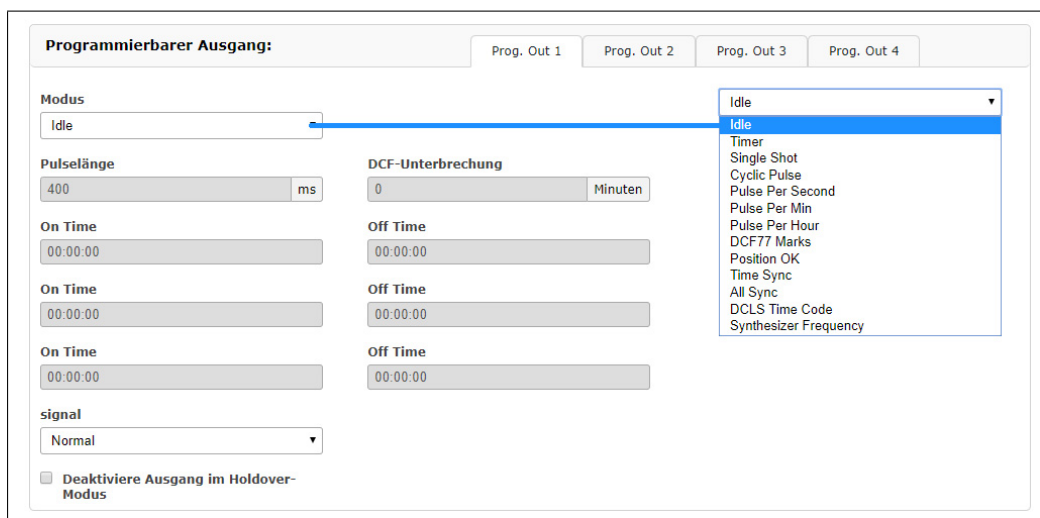 Programmierbarer Ausgang:
Prog. Out 1
Prog. Out 2
Prog. Out 3
Prog. Out 4
Modus
Idle
Pulselänge
DCF-Unterbrechung
400 ms
0 Minuten
On Time
Off Time
00:00:00
00:00:00
On Time
Off Time
00:00:00
00:00:00
On Time
Off Time
00:00:00
00:00:00
signal
Normal
Deaktiviere Ausgang im Holdover-
Modus
Idle
Idle
Timer
Single Shot
Cyclic Pulse
Pulse Per Second
Pulse Per Min
Pulse Per Hour
DCF77 Marks
Position OK
Time Sync
All Sync
DCLS Time Code
Synthesizer Frequency